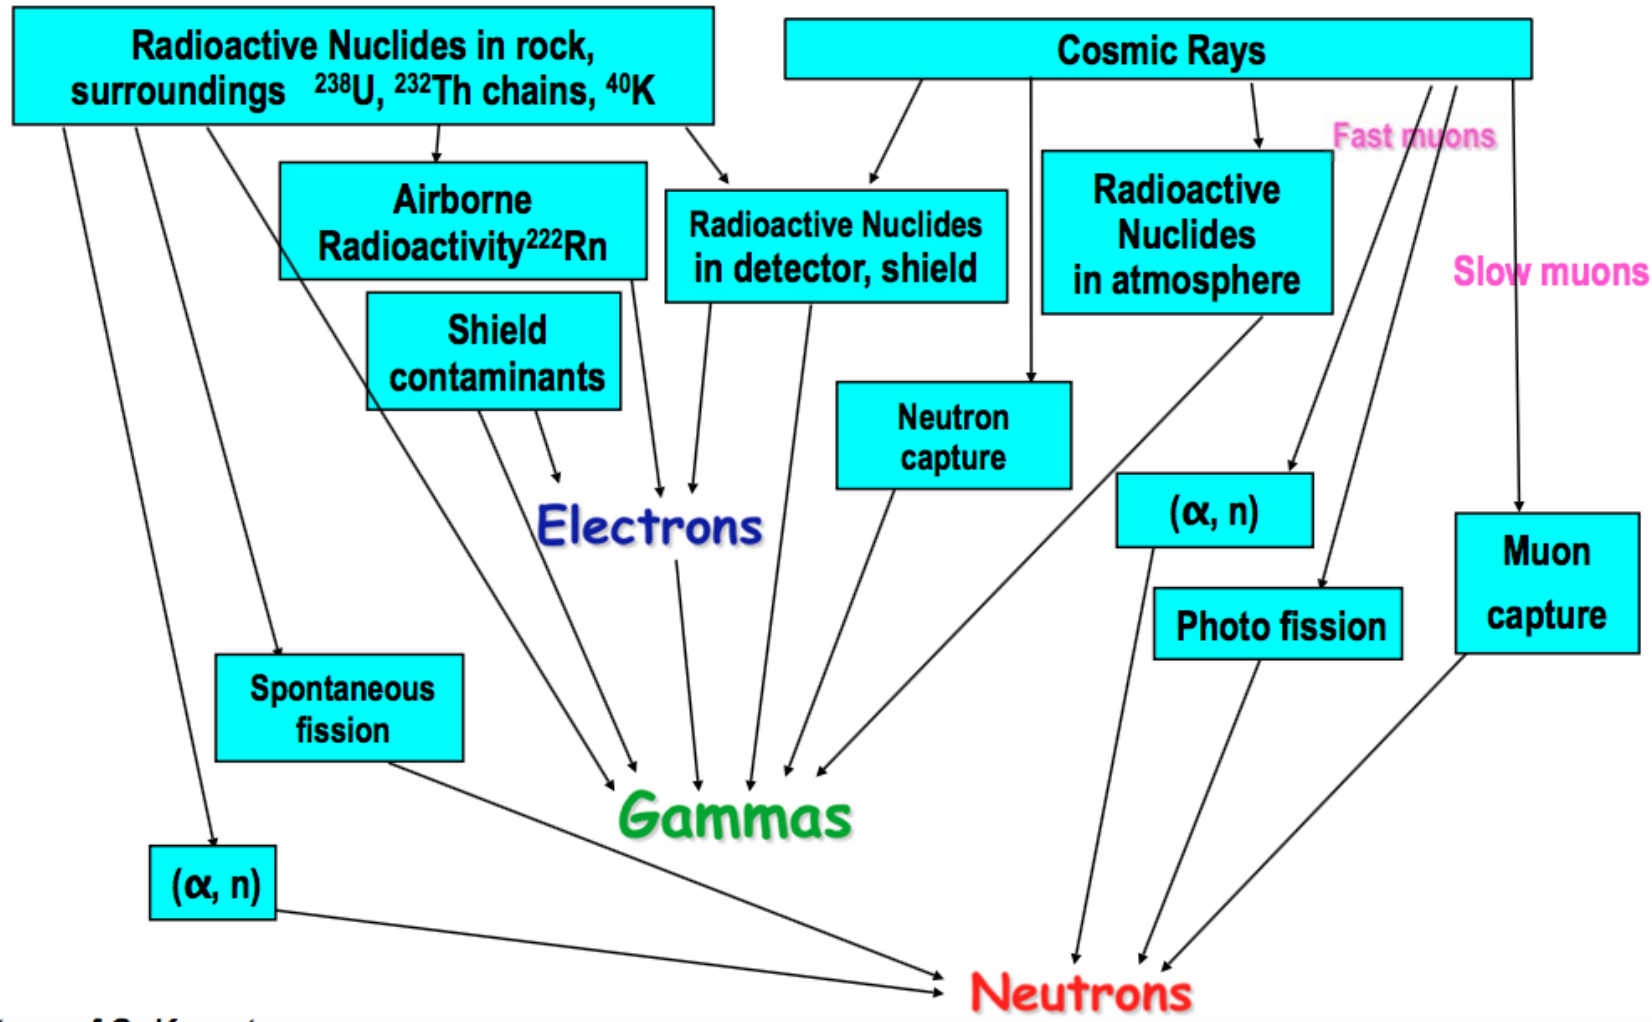 Radioactive Nuclides in rock,
surroundings ²³⁸U, ²³²Th chains, ⁴⁰K
Cosmic Rays
Fast muons
Airborne
Radioactivity²²²Rn
Radioactive Nuclides
in detector, shield
Radioactive
Nuclides
in atmosphere
Slow muons
Shield
contaminants
Neutron
capture
(α, n)
Electrons
Muon
capture
Photo fission
Spontaneous
fission
Gammas
(α, n)
Neutrons